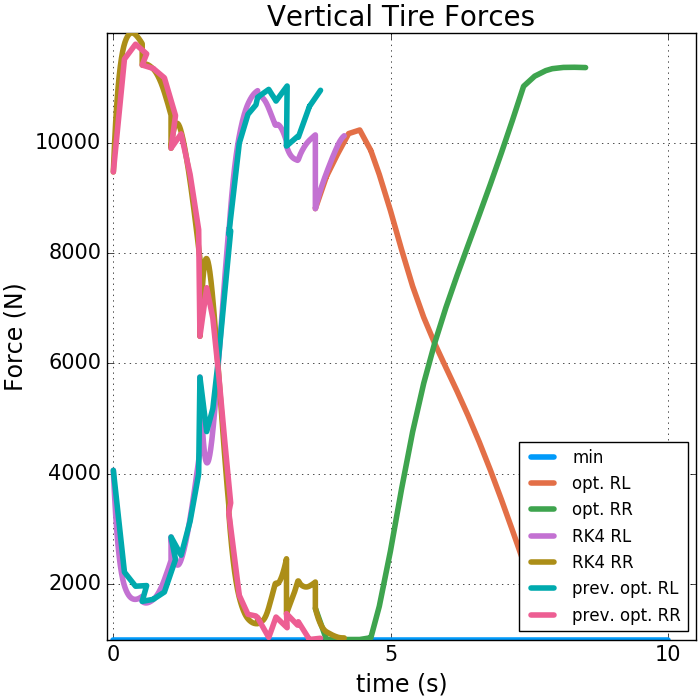 Vertical Tire Forces
Force (N)
10000
8000
6000
4000
2000
0
5
10
time (s)
min
opt. RL
opt. RR
RK4 RL
RK4 RR
prev. opt. RL
prev. opt. RR